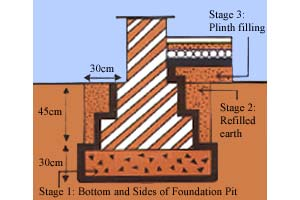 Stage 3:
Plinth filling
30cm
45cm
Stage 2:
Refilled
earth
30cm
Stage 1: Bottom and Sides of Foundation Pit